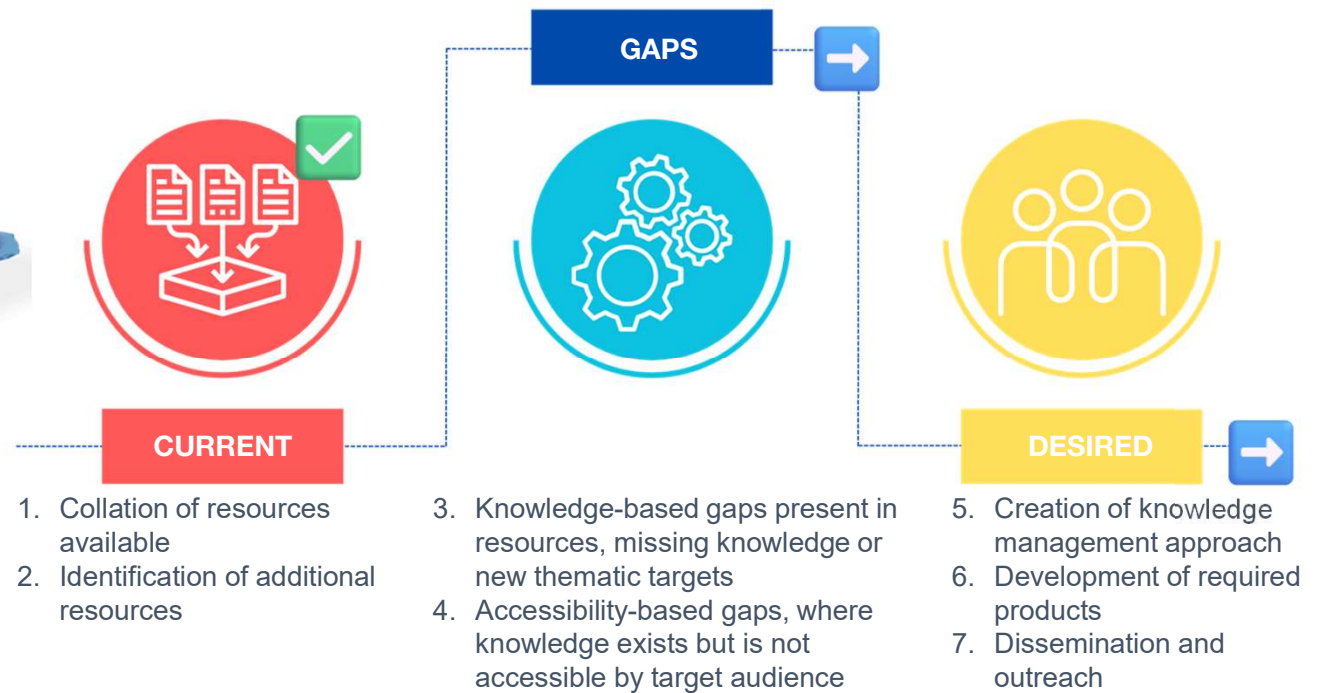 GAPS
CURRENT
DESIRED
1. Collation of resources
available
2. Identification of additional
resources
3. Knowledge-based gaps present in
resources, missing knowledge or
new thematic targets
4. Accessibility-based gaps, where
knowledge exists but is not
accessible by target audience
5. Creation of knowledge
management approach
6. Development of required
products
7. Dissemination and
outreach